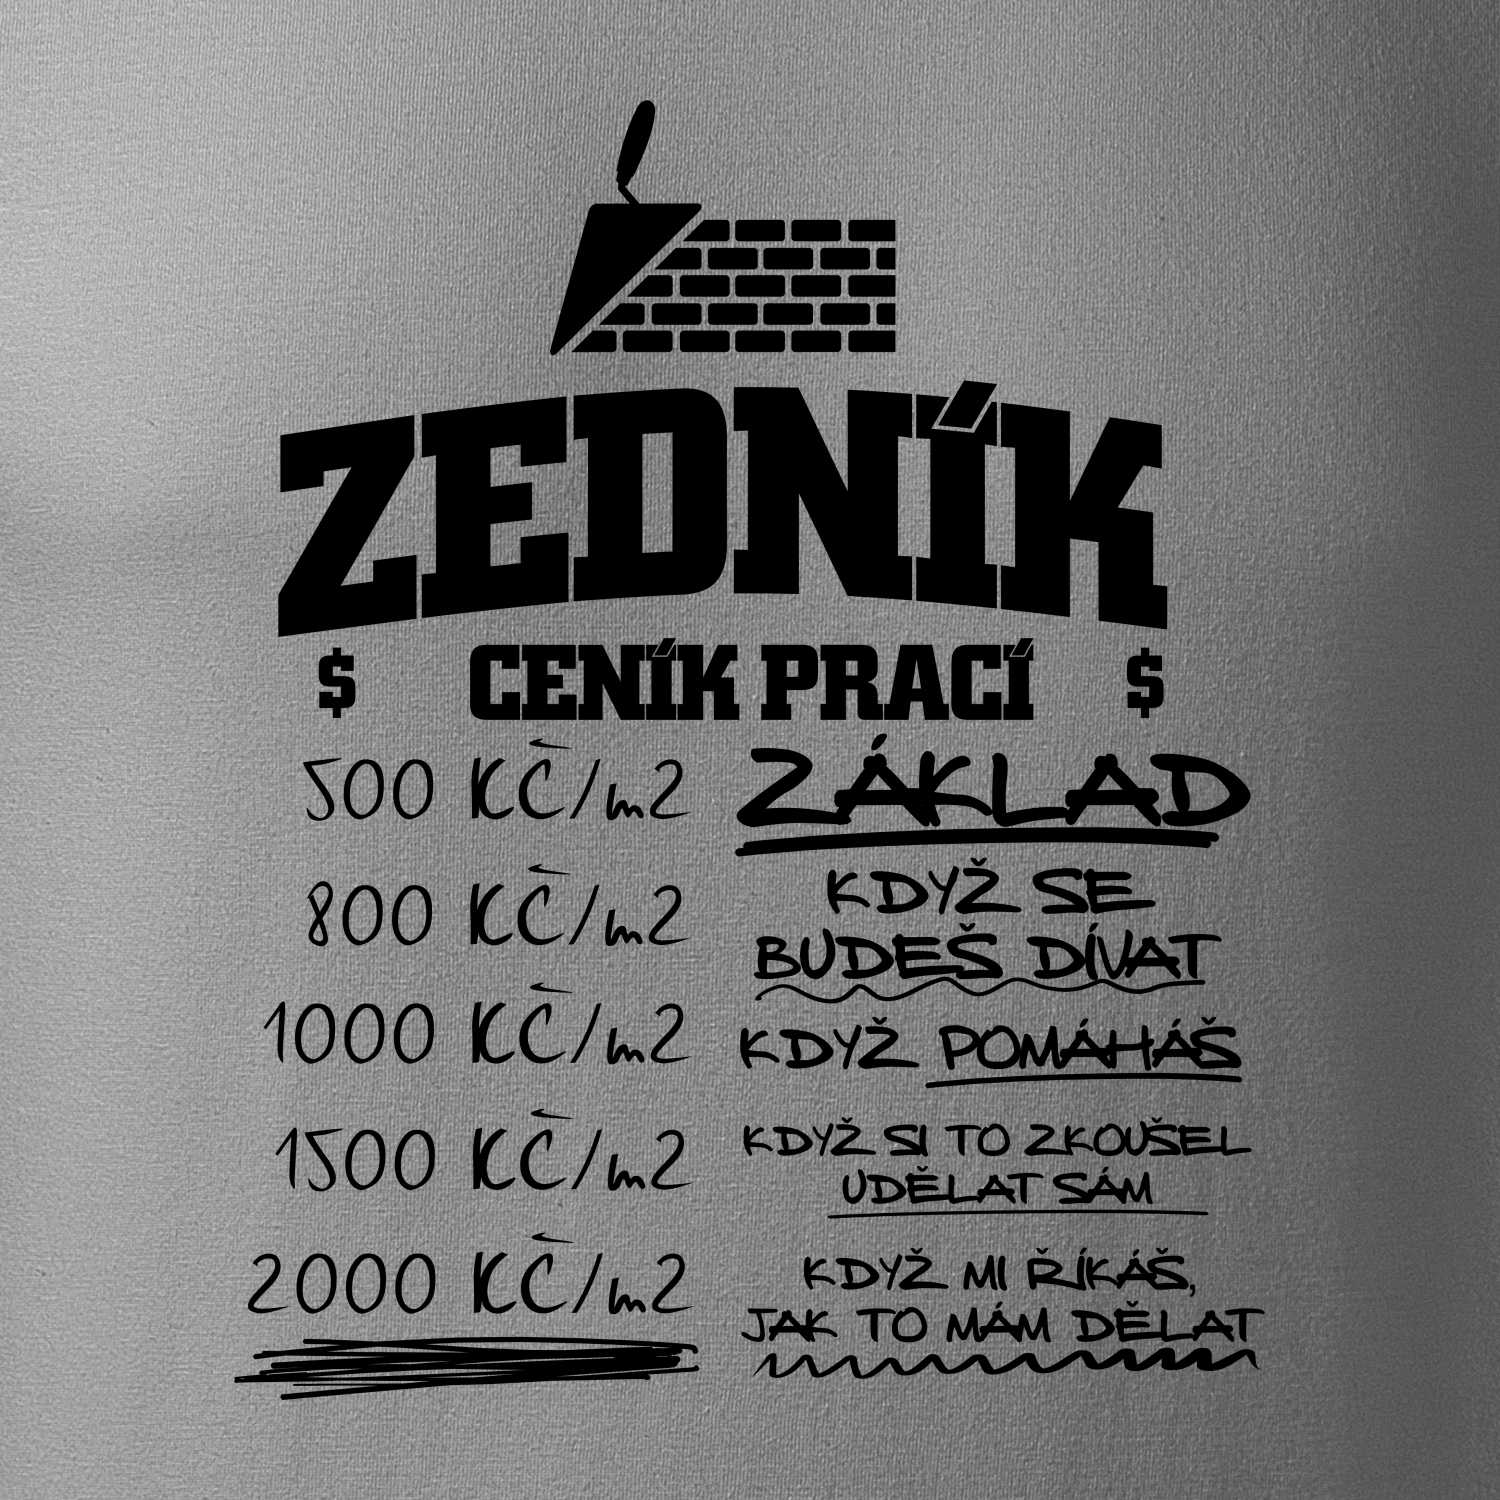 ZEDNÍK
$ CENÍK PRACÍ $
500 KČ/m2 ZÁKLAD
800 KČ/m2 KDYŽ SE
BUDEŠ DÍVAT
1000 KČ/m2 KDYŽ POMÁHÁŠ
1500 KČ/m2 KDYŽ SI TO ZKOUŠEL
UDĚLAT SÁM
2000 KČ/m2 KDYŽ MI ŘÍKÁŠ,
JAK TO MÁM DĚLAT